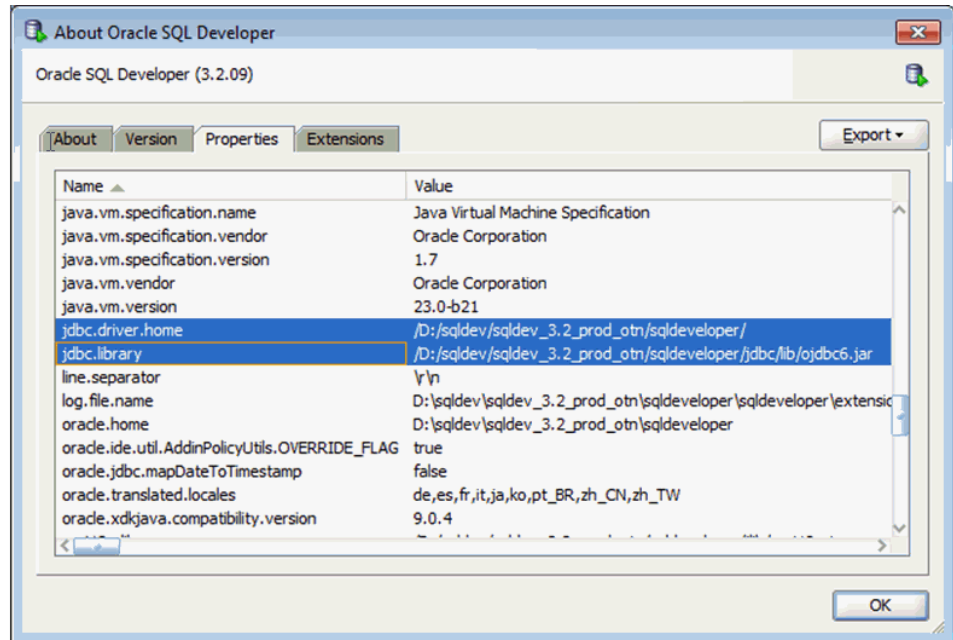 About Oracle SQL Developer
Oracle SQL Developer (3.2.09)
About Version Properties Extensions Export
Name Value
java.vm.specification.name Java Virtual Machine Specification
java.vm.specification.vendor Oracle Corporation
java.vm.specification.version 1.7
java.vm.vendor Oracle Corporation
java.vm.version 23.0-b21
jdbc.driver.home /D:/sqldev/sqldev_3.2_prod_otn/sqldeveloper/
jdbc.library /D:/sqldev/sqldev_3.2_prod_otn/sqldeveloper/jdbc/lib/ojdbc6.jar
line.separator \r\n
log.file.name D:\sqldev\sqldev_3.2_prod_otn\sqldeveloper\sqldeveloper\extensic
oracle.home D:\sqldev\sqldev_3.2_prod_otn\sqldeveloper
oracle.ide.util.AddinPolicyUtils.OVERRIDE_FLAG true
oracle.jdbc.mapDateToTimestamp false
oracle.translated.locales de,es,fr,it,ja,ko,pt_BR,zh_CN,zh_TW
oracle.xdkjava.compatibility.version 9.0.4
OK